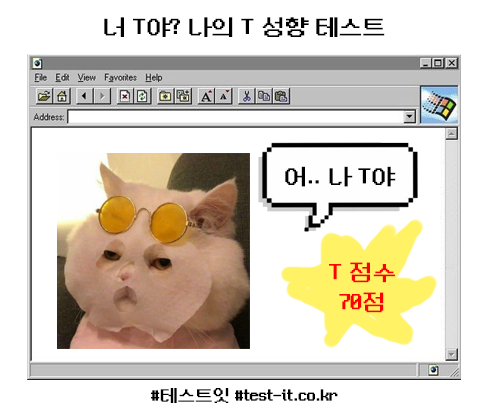 너 T야? 나의 T 성향 테스트
File Edit View Favorites Help
Address:
어.. 나 T야
T 점수
70점
#테스트잇 #test-it.co.kr